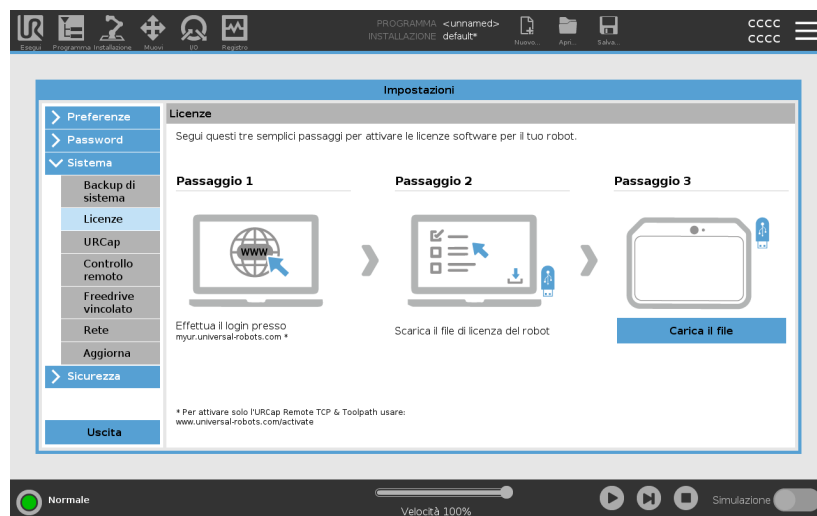 UR
PROGRAMMA <unnamed>
INSTALLAZIONE default*
Esegui Programma Installazione Muovi I/O Registro
Nuovo... Apri... Salva...
CCCC
CCCC
Impostazioni
Preferenze
Password
Sistema
Backup di
sistema
Licenze
URCap
Controllo
remoto
Freedrive
vincolato
Rete
Aggiorna
Sicurezza
Uscita
Licenze
Segui questi tre semplici passaggi per attivare le licenze software per il tuo robot.
Passaggio 1
WWW
Effettua il login presso
myur.universal-robots.com *
Passaggio 2
Scarica il file di licenza del robot
Passaggio 3
Carica il file
* Per attivare solo l'URCap Remote TCP & Toolpath usare:
www.universal-robots.com/activate
Normale
Velocità 100%
Simulazione